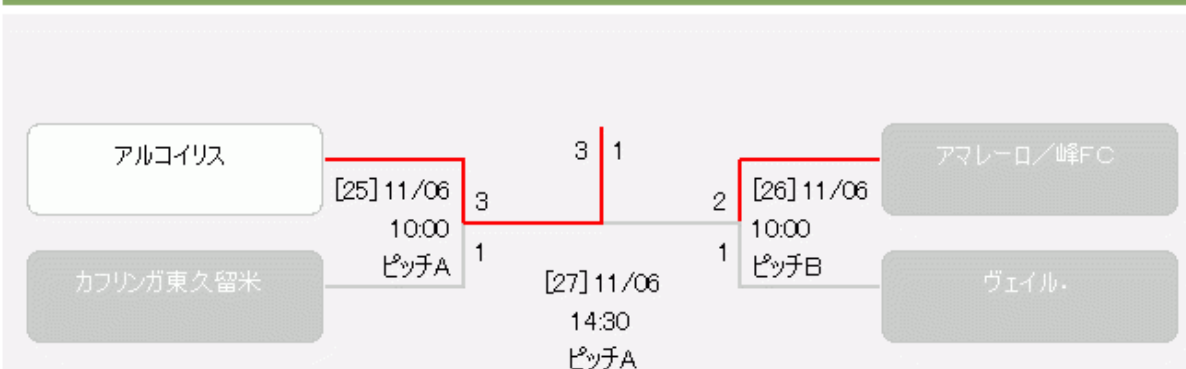 アルコイリス
3 1
アマレーロ/峰FC
[25] 11/06
3
2
[26] 11/06
10:00
10:00
1
1
ピッチA
ピッチB
カフリンガ東久留米
[27] 11/06
ヴェイル.
14:30
ピッチA